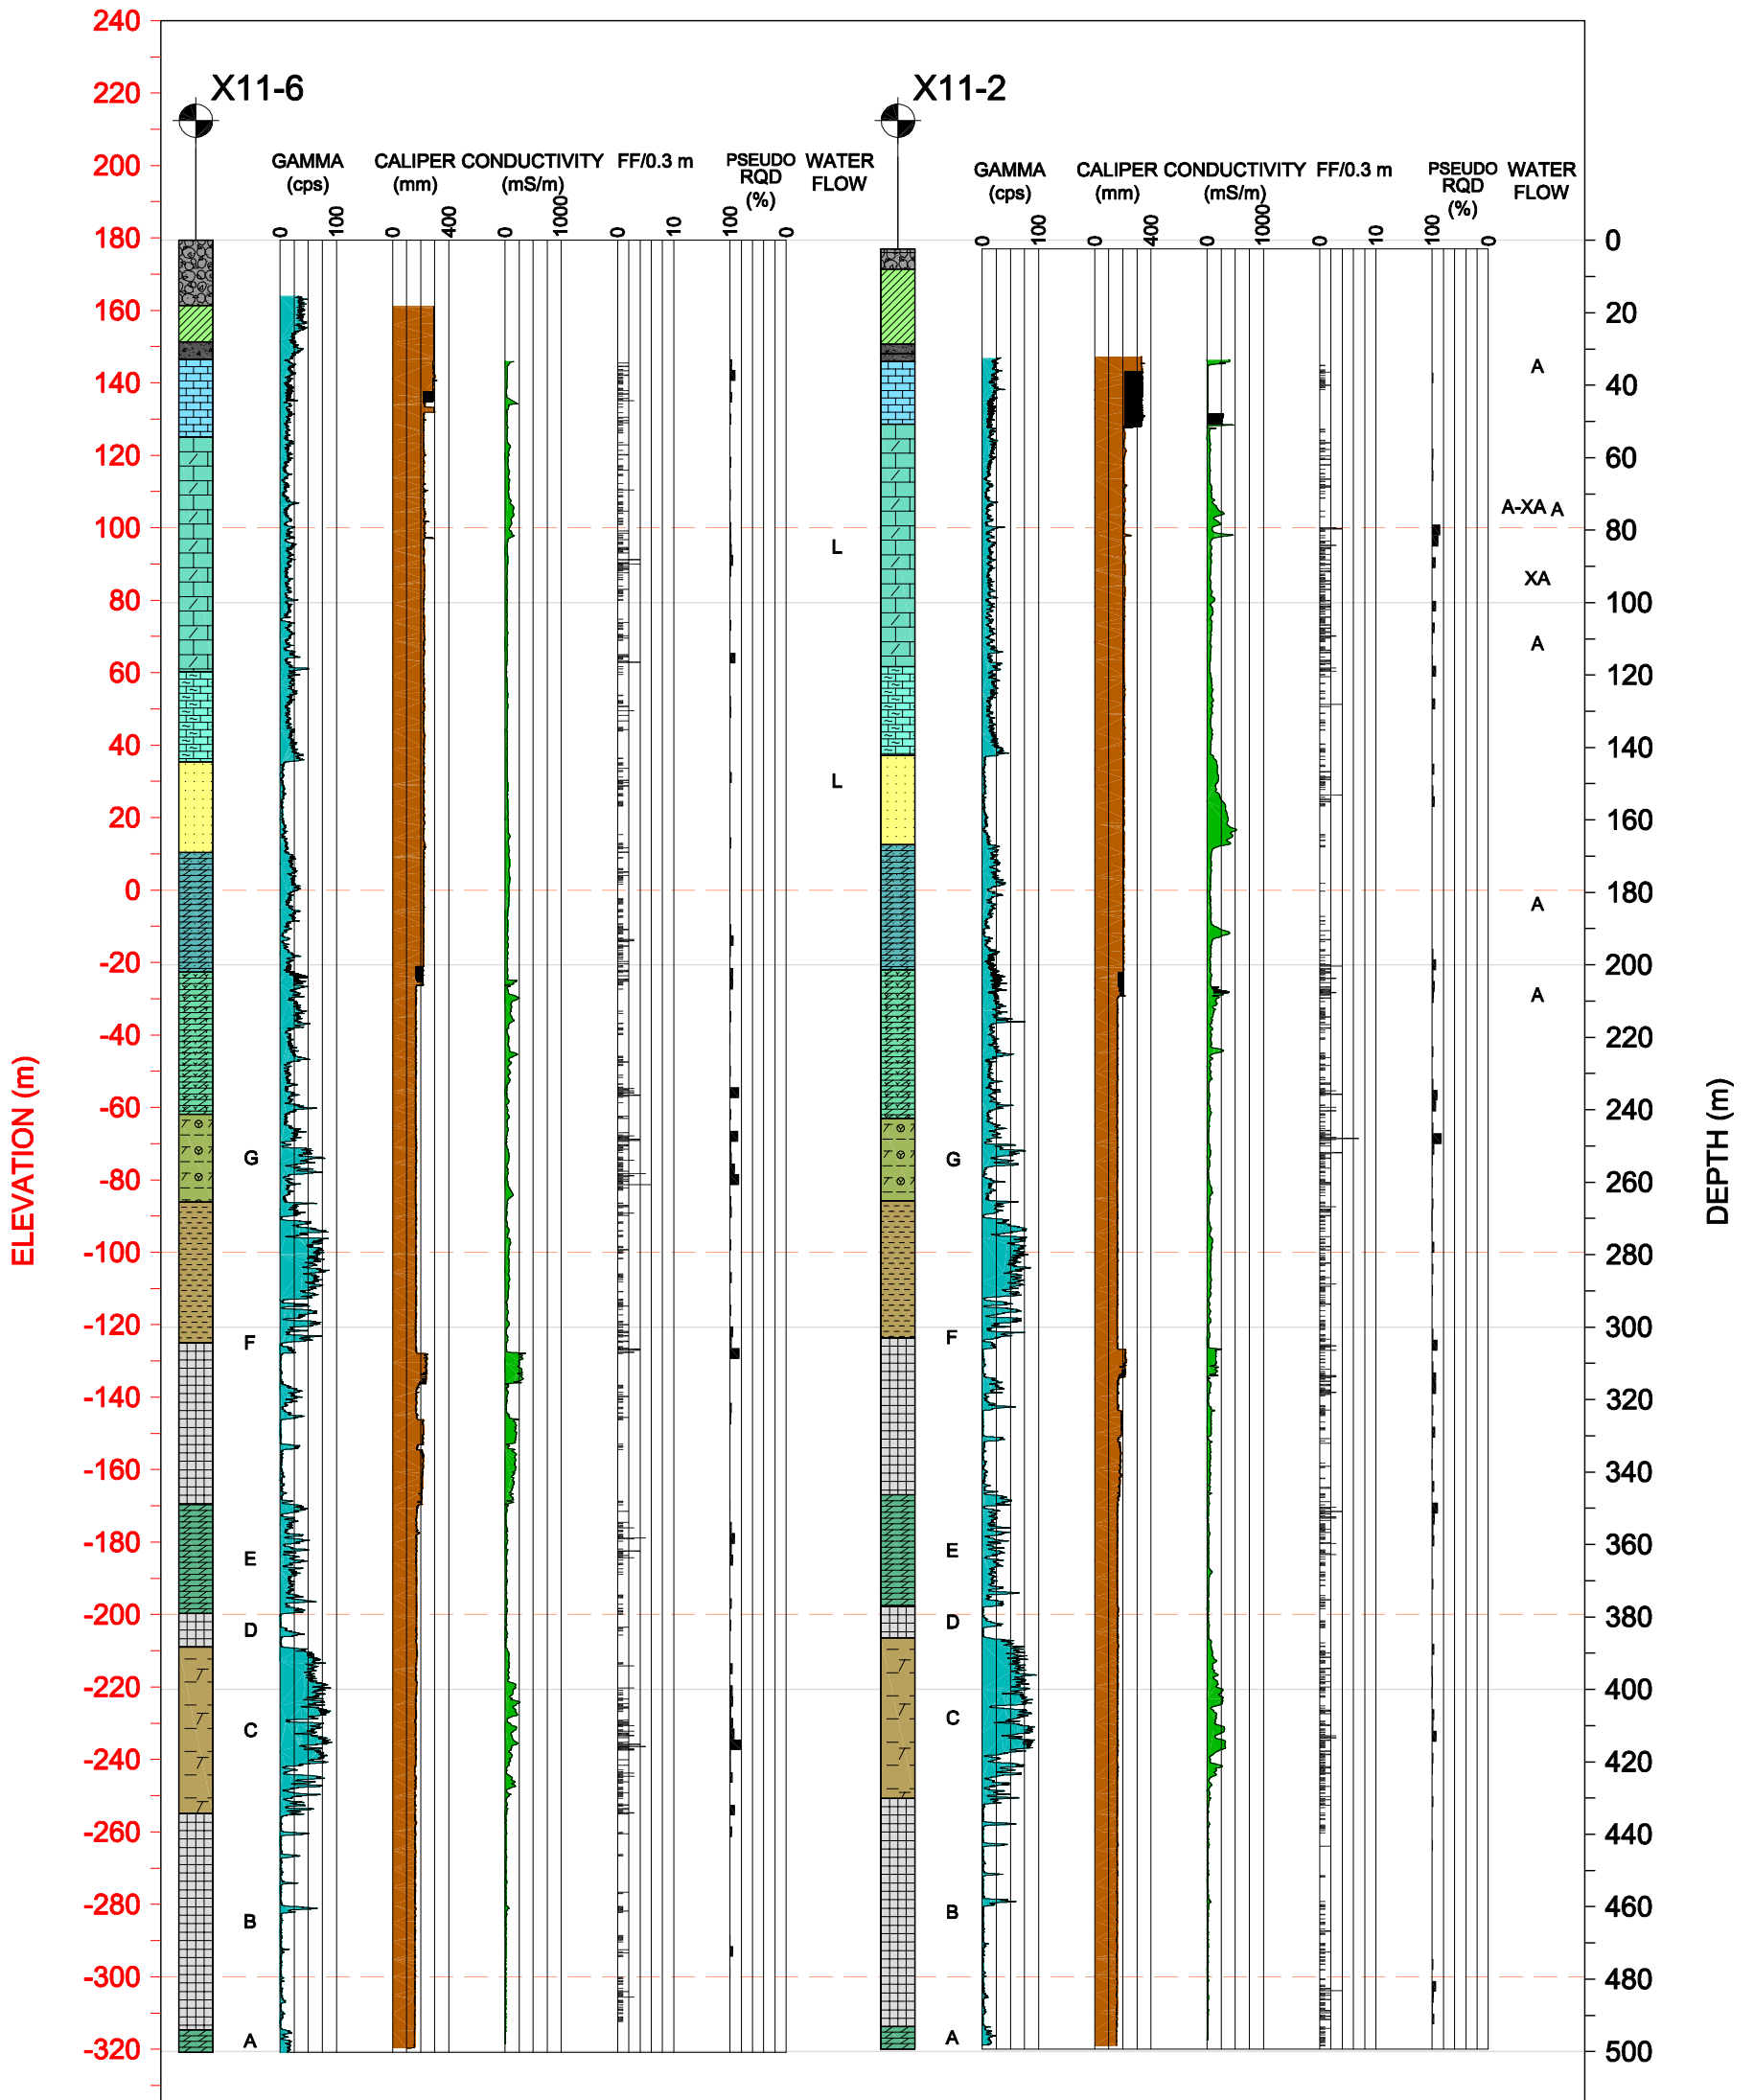 X11-6
X11-2
GAMMA
(cps)
CALIPER
(mm)
CONDUCTIVITY
(mS/m)
FF/0.3 m
PSEUDO
RQD
(%)
WATER
FLOW
GAMMA
(cps)
CALIPER
(mm)
CONDUCTIVITY
(mS/m)
FF/0.3 m
PSEUDO
RQD
(%)
WATER
FLOW
0 100 0 400 0 1000 0 10 100 0
0 100 0 400 0 1000 0 10 100 0
ELEVATION (m)
240
220
200
180
160
140
120
100
80
60
40
20
0
-20
-40
-60
-80
-100
-120
-140
-160
-180
-200
-220
-240
-260
-280
-300
-320
G
F
E
D
C
B
A
L
L
G
F
E
D
C
B
A
A
A-XA A
XA
A
A
A
0
20
40
60
80
100
120
140
160
180
200
220
240
260
280
300
320
340
360
380
400
420
440
460
480
500
DEPTH (m)